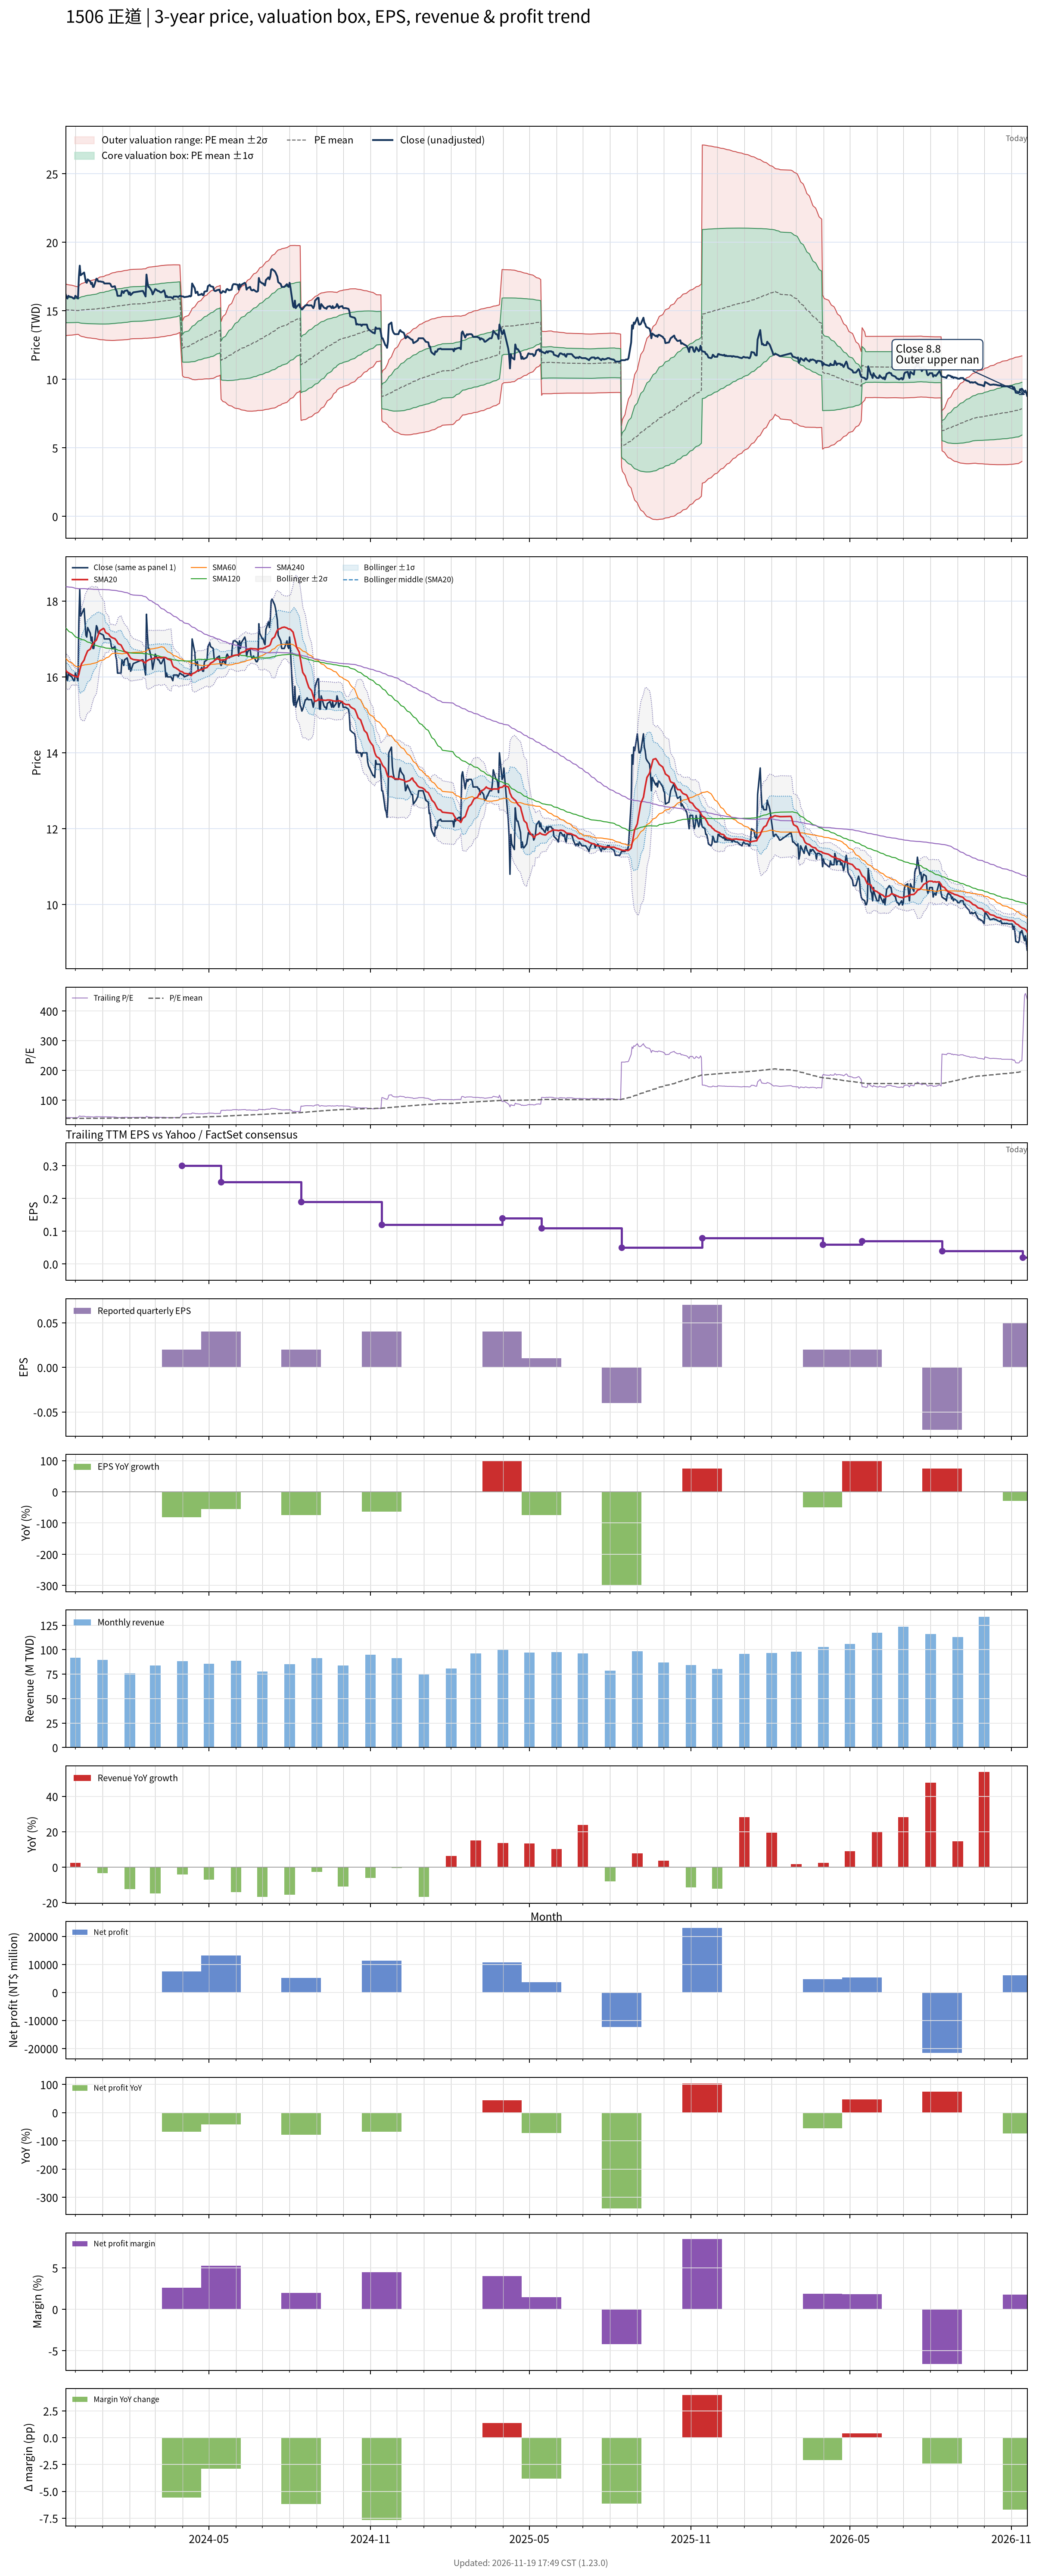 1506 正道 | 3-year price, valuation box, EPS, revenue & profit trend
Outer valuation range: PE mean ±2σ
PE mean
Close (unadjusted)
Core valuation box: PE mean ±1σ
Today
25
20
15
10
5
0
Price (TWD)
Close 8.8
Outer upper nan
Close (same as panel 1)
SMA60
SMA240
Bollinger ±1σ
SMA20
SMA120
Bollinger ±2σ
Bollinger middle (SMA20)
18
16
14
12
10
Price
Trailing P/E
P/E mean
400
300
200
100
P/E
Trailing TTM EPS vs Yahoo / FactSet consensus
Today
0.3
0.2
0.1
0.0
EPS
Reported quarterly EPS
0.05
0.00
-0.05
EPS
EPS YoY growth
100
0
-100
-200
-300
YoY (%)
Monthly revenue
125
100
75
50
25
0
Revenue (M TWD)
Revenue YoY growth
40
20
0
-20
YoY (%)
Month
Net profit
20000
10000
0
-10000
-20000
Net profit (NT$ million)
Net profit YoY
100
0
-100
-200
-300
YoY (%)
Net profit margin
5
0
-5
Margin (%)
Margin YoY change
2.5
0.0
-2.5
-5.0
-7.5
Δ margin (pp)
2024-05
2024-11
2025-05
2025-11
2026-05
2026-11
Updated: 2026-11-19 17:49 CST (1.23.0)